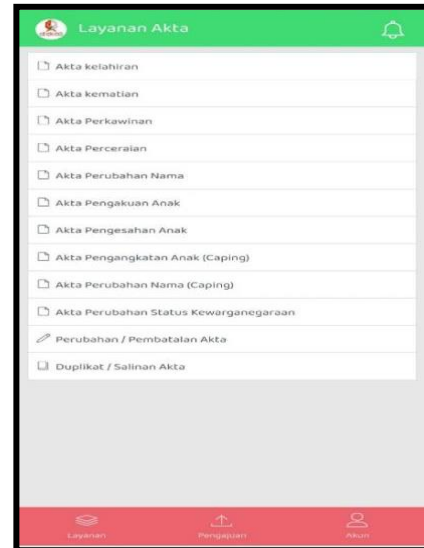 Layanan Akta
Akta kelahiran
Akta kematian
Akta Perkawinan
Akta Perceraian
Akta Perubahan Nama
Akta Pengakuan Anak
Akta Pengesahan Anak
Akta Pengangkatan Anak (Caping)
Akta Perubahan Nama (Caping)
Akta Perubahan Status Kewarganegaraan
Perubahan / Pembatalan Akta
Duplikat / Salinan Akta
Layanan Pengajuan Akun